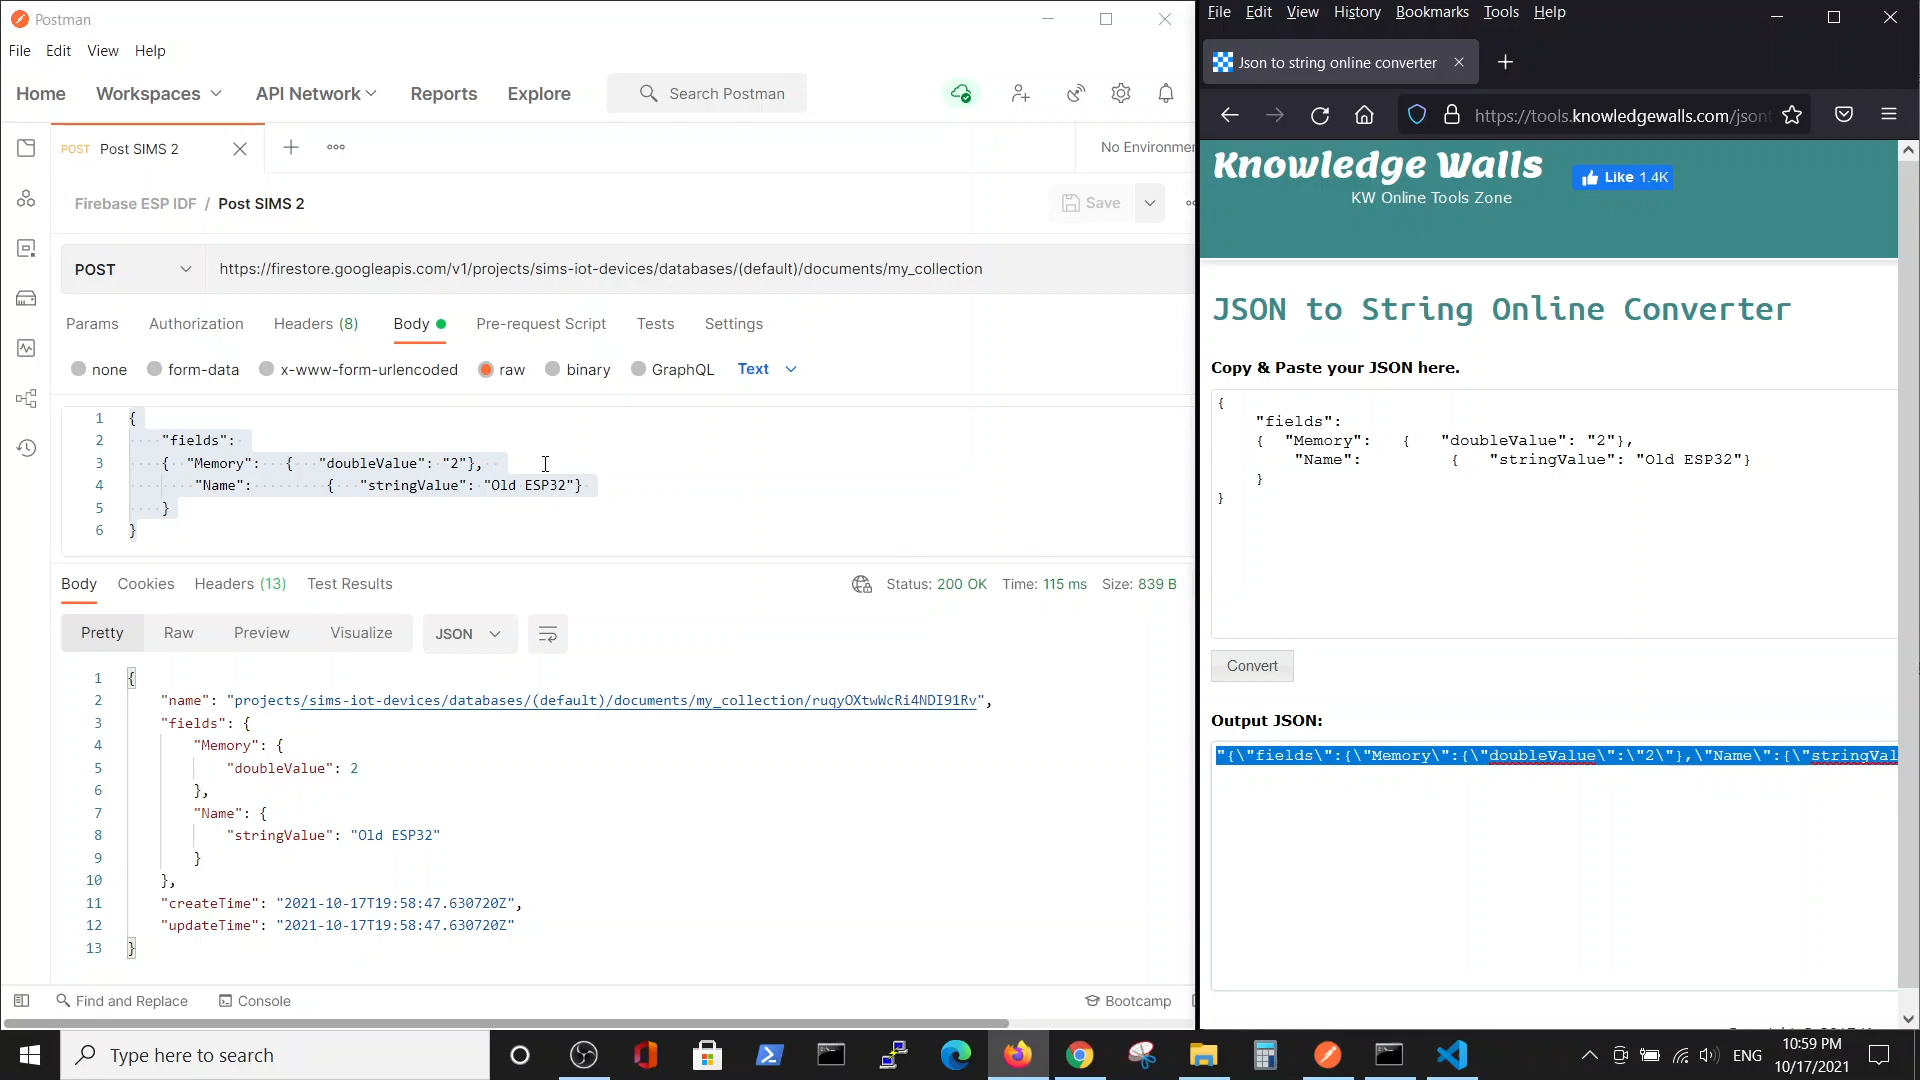 Postman
File Edit View Help
Home Workspaces API Network Reports Explore Search Postman
POST Post SIMS 2
No Environmen
Firebase ESP IDF / Post SIMS 2
Save
POST https://firestore.googleapis.com/v1/projects/sims-iot-devices/databases/(default)/documents/my_collection
Params Authorization Headers (8) Body Pre-request Script Tests Settings
none form-data x-www-form-urlencoded raw binary GraphQL Text
1 {
2 "fields":
3 { "Memory": { "doubleValue": "2"},
4 "Name": { "stringValue": "Old ESP32"}
5 }
6 }
Body Cookies Headers (13) Test Results Status: 200 OK Time: 115 ms Size: 839 B
Pretty Raw Preview Visualize JSON
1 {
2 "name": "projects/sims-iot-devices/databases/(default)/documents/my_collection/ruqyOXtwWcRi4NDI91Rv",
3 "fields": {
4 "Memory": {
5 "doubleValue": 2
6 },
7 "Name": {
8 "stringValue": "Old ESP32"
9 }
10 },
11 "createTime": "2021-10-17T19:58:47.630720Z",
12 "updateTime": "2021-10-17T19:58:47.630720Z"
13 }
Find and Replace Console Bootcamp
File Edit View History Bookmarks Tools Help
Json to string online converter
https://tools.knowledgewalls.com/json
Knowledge Walls
Like 1.4K
KW Online Tools Zone
JSON to String Online Converter
Copy & Paste your JSON here.
{
"fields":
{ "Memory": { "doubleValue": "2"},
"Name": { "stringValue": "Old ESP32"}
}
}
Convert
Output JSON:
"{\"fields\":{\"Memory\":{\"doubleValue\":\"2\"},\"Name\":{\"stringVal
Type here to search
ENG
10:59 PM
10/17/2021